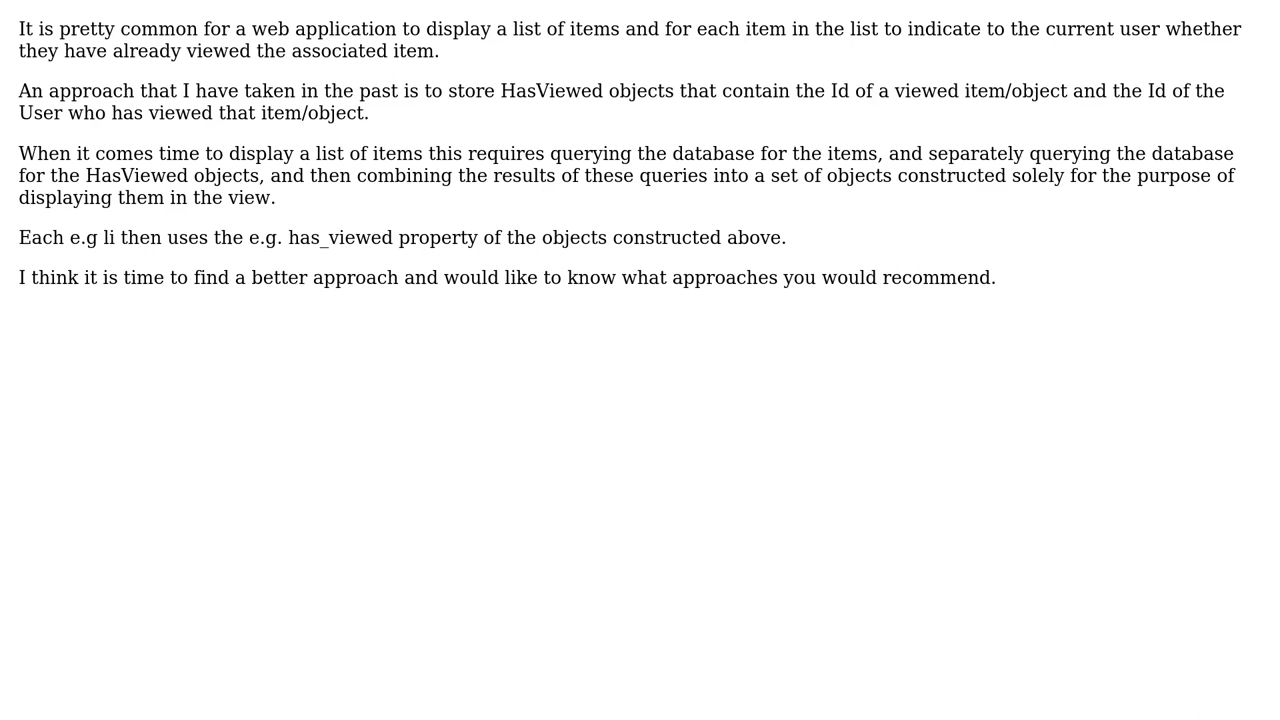 It is pretty common for a web application to display a list of items and for each item in the list to indicate to the current user whether
they have already viewed the associated item.
An approach that I have taken in the past is to store HasViewed objects that contain the Id of a viewed item/object and the Id of the
User who has viewed that item/object.
When it comes time to display a list of items this requires querying the database for the items, and separately querying the database
for the HasViewed objects, and then combining the results of these queries into a set of objects constructed solely for the purpose of
displaying them in the view.
Each e.g li then uses the e.g. has_viewed property of the objects constructed above.
I think it is time to find a better approach and would like to know what approaches you would recommend.